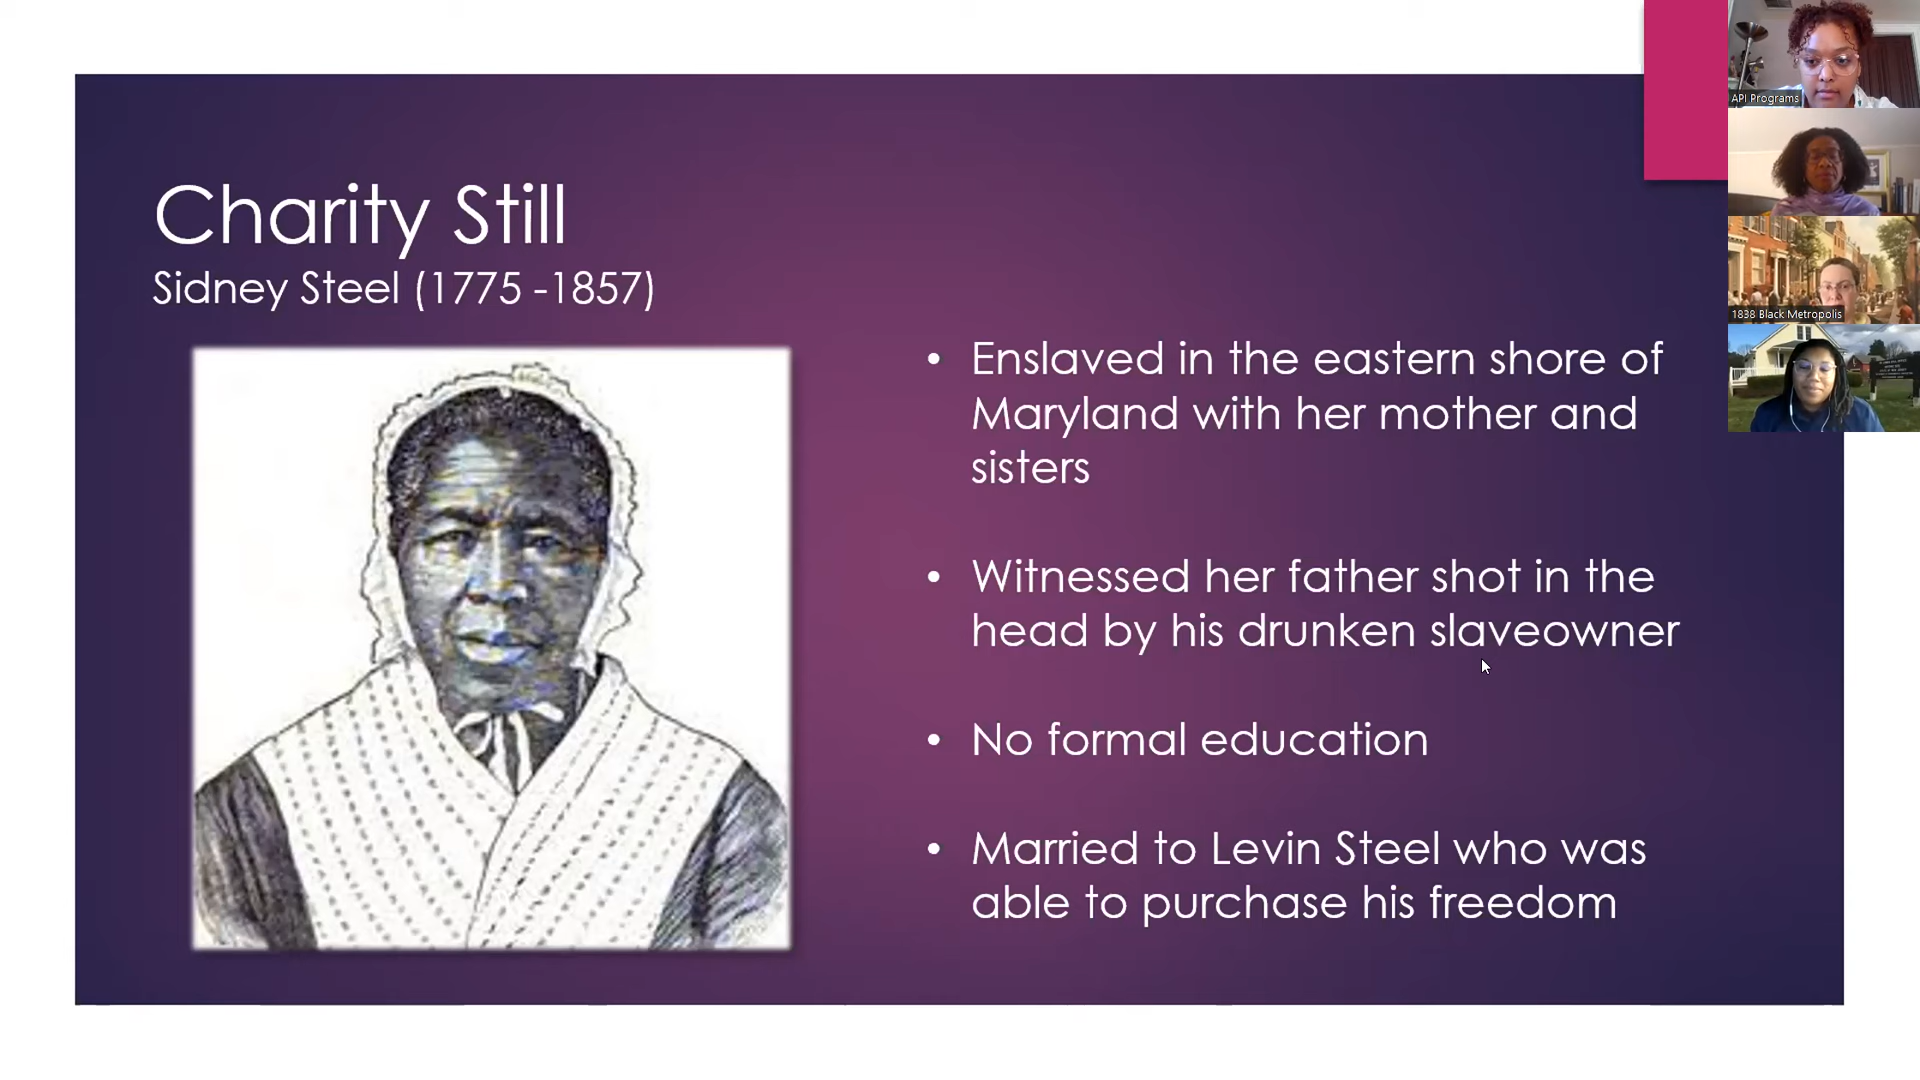 Charity Still
Sidney Steel (1775 -1857)
• Enslaved in the eastern shore of
Maryland with her mother and
sisters
• Witnessed her father shot in the
head by his drunken slaveowner
• No formal education
• Married to Levin Steel who was
able to purchase his freedom
API Programs
1838 Black Metropolis